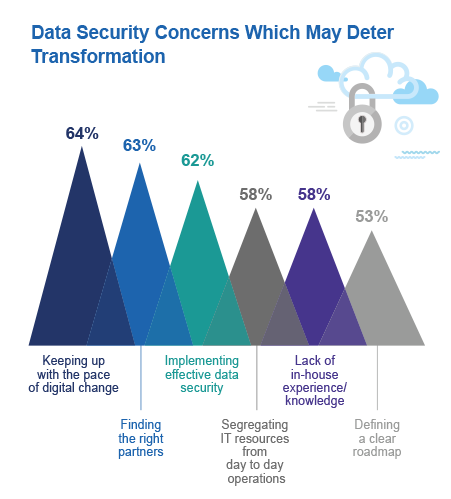 Data Security Concerns Which May Deter
Transformation
64%
63%
62%
58%
58%
53%
Keeping up
with the pace
of digital change
Implementing
effective data
security
Lack of
in-house
experience/
knowledge
Finding
the right
partners
Segregating
IT resources
from
day to day
operations
Defining
a clear
roadmap